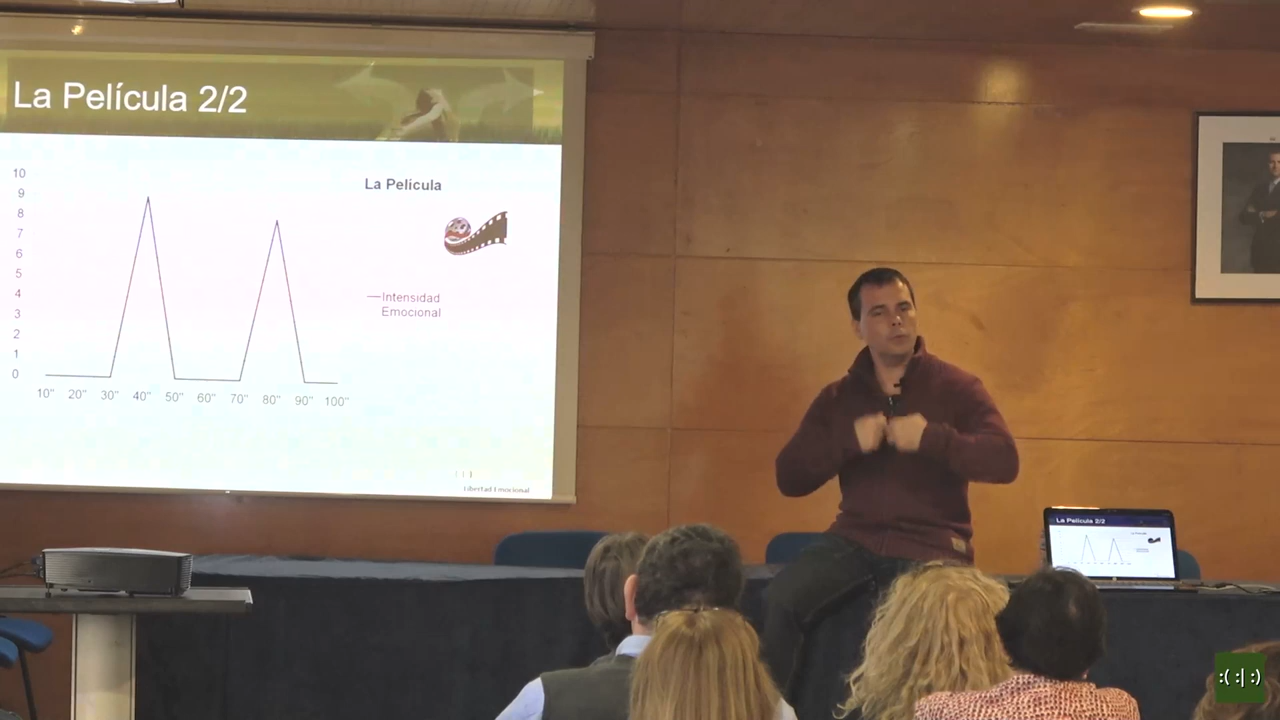 La Película 2/2
La Película
10
9
8
7
6
5
4
3
2
1
0
Intensidad
Emocional
10" 20" 30" 40" 50" 60" 70" 80" 90" 100"
Libertad Emocional
La Película 2/2
:( :| :)